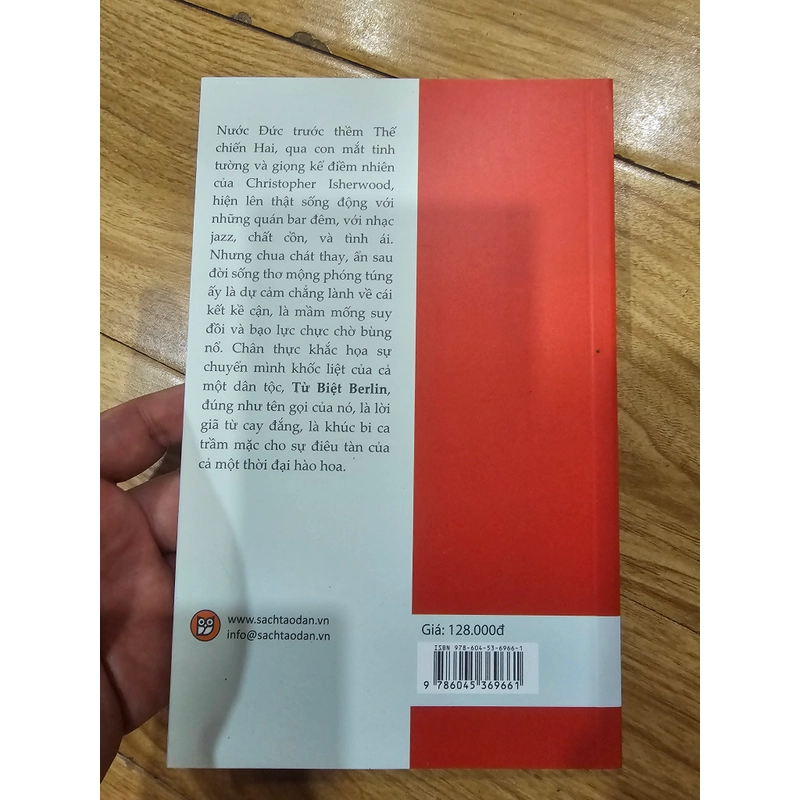 Nước Đức trước thềm Thế
chiến Hai, qua con mắt tinh
tường và giọng kể điềm nhiên
của Christopher Isherwood,
hiện lên thật sống động với
những quán bar đêm, với nhạc
jazz, chất cồn, và tình ái.
Nhưng chua chát thay, ẩn sau
đời sống thơ mộng phóng túng
ấy là dự cảm chẳng lành về cái
kết kề cận, là mầm mống suy
đồi và bạo lực chực chờ bùng
nổ. Chân thực khắc họa sự
chuyển mình khốc liệt của cả
một dân tộc, Từ Biệt Berlin,
đúng như tên gọi của nó, là lời
giã từ cay đắng, là khúc bi ca
trầm mặc cho sự điêu tàn của
cả một thời đại hào hoa.
www.sachtaodan.vn
info@sachtaodan.vn
Giá: 128.000đ
ISBN 978-604-53-6966-1
9 786045 369661